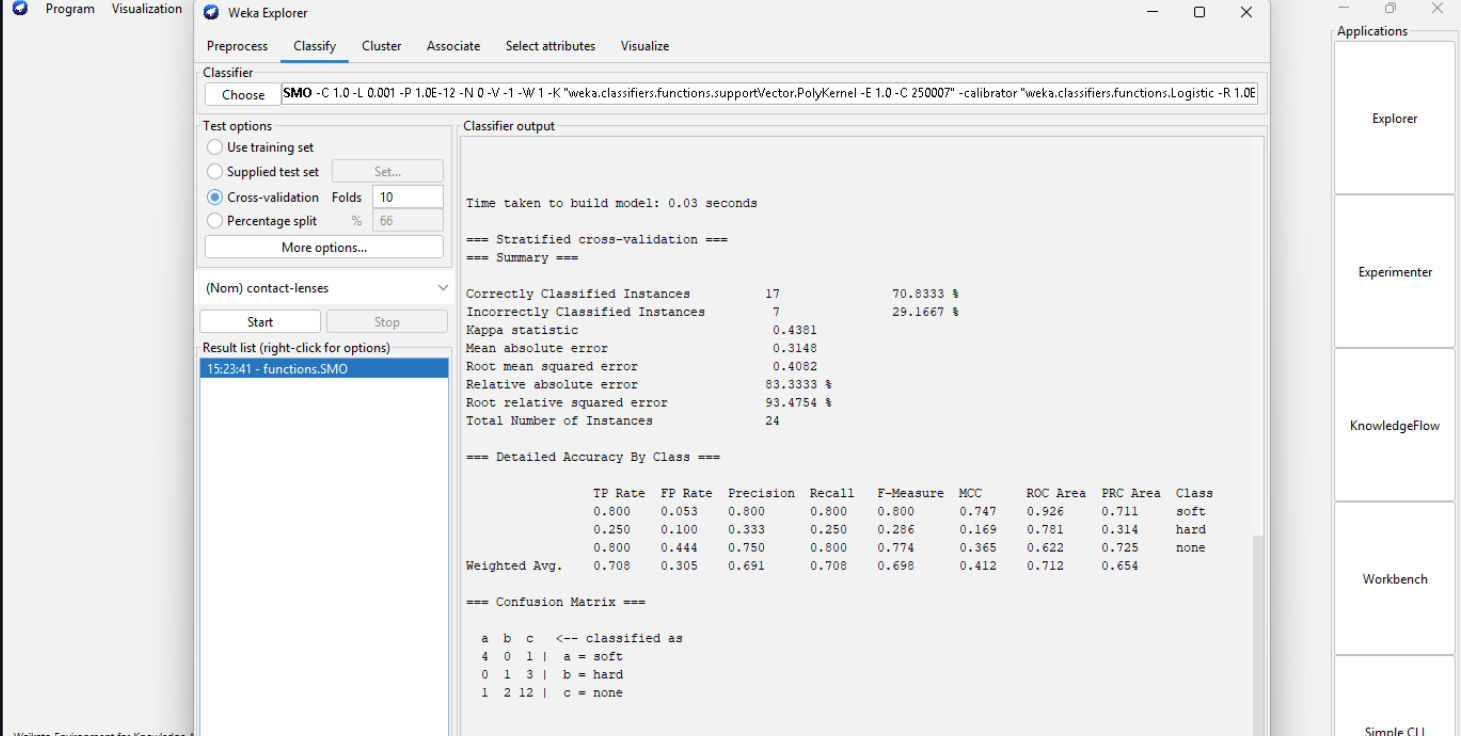 Program Visualization
Weka Explorer
Preprocess Classify Cluster Associate Select attributes Visualize
Classifier
Choose SMO -C 1.0 -L 0.001 -P 1.0E-12 -N 0 -V -1 -W 1 -K "weka.classifiers.functions.supportVector.PolyKernel -E 1.0 -C 250007" -calibrator "weka.classifiers.functions.Logistic -R 1.0E
Test options
Use training set
Supplied test set Set...
Cross-validation Folds 10
Percentage split % 66
More options...
(Nom) contact-lenses
Start Stop
Result list (right-click for options)
15:23:41 - functions.SMO
Classifier output
Time taken to build model: 0.03 seconds
=== Stratified cross-validation ===
=== Summary ===
Correctly Classified Instances 17 70.8333 %
Incorrectly Classified Instances 7 29.1667 %
Kappa statistic 0.4381
Mean absolute error 0.3148
Root mean squared error 0.4082
Relative absolute error 83.3333 %
Root relative squared error 93.4754 %
Total Number of Instances 24
=== Detailed Accuracy By Class ===
TP Rate FP Rate Precision Recall F-Measure MCC ROC Area PRC Area Class
0.800 0.053 0.800 0.800 0.800 0.747 0.926 0.711 soft
0.250 0.100 0.333 0.250 0.286 0.169 0.781 0.314 hard
0.800 0.444 0.750 0.800 0.774 0.365 0.622 0.725 none
Weighted Avg. 0.708 0.305 0.691 0.708 0.698 0.412 0.712 0.654
=== Confusion Matrix ===
a b c <-- classified as
4 0 1 | a = soft
0 1 3 | b = hard
1 2 12 | c = none
Applications
Explorer
Experimenter
KnowledgeFlow
Workbench
Simple CLI